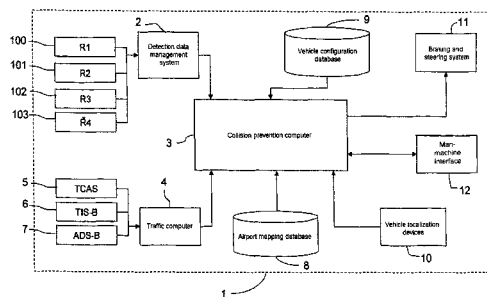 100
R1
101
R2
102
R3
103
R4
2
Detection data
management
system
9
Vehicle configuration
database
11
Braking and
steering system
3
Collision prevention computer
Man-
machine
interface
12
5
TCAS
6
TIS-B
7
ADS-B
4
Traffic computer
Airport mapping database
8
Vehicle localization
devices
10
1